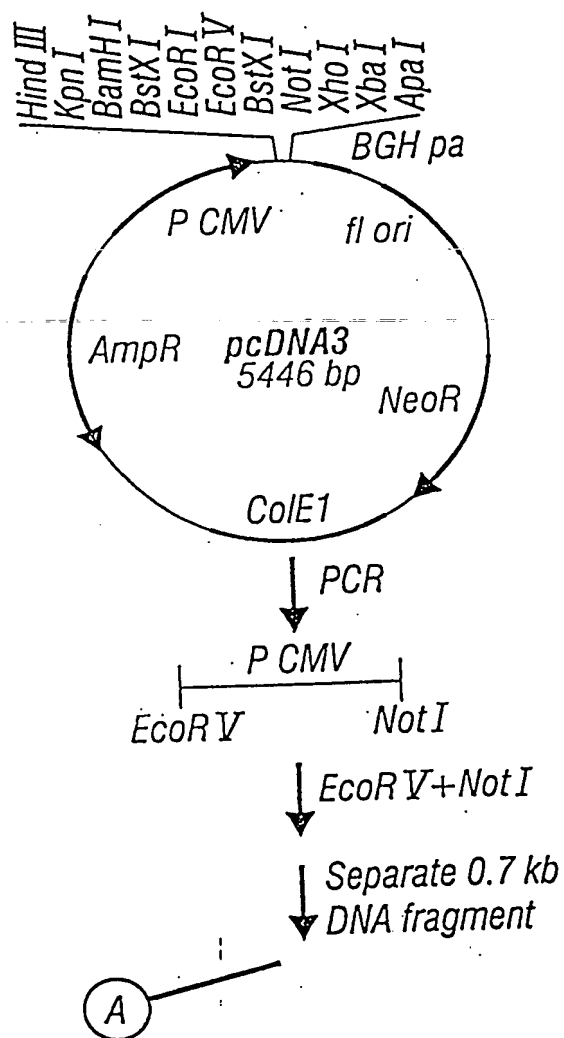 Hind III
Kpn I
BamH I
BstX I
EcoR I
EcoR V
BstX I
Not I
Xho I
Xba I
Apa I
BGH pa
P CMV
fl ori
AmpR
pcDNA3
5446 bp
NeoR
ColE1
PCR
P CMV
EcoR V
Not I
EcoR V+Not I
Separate 0.7 kb
DNA fragment
A